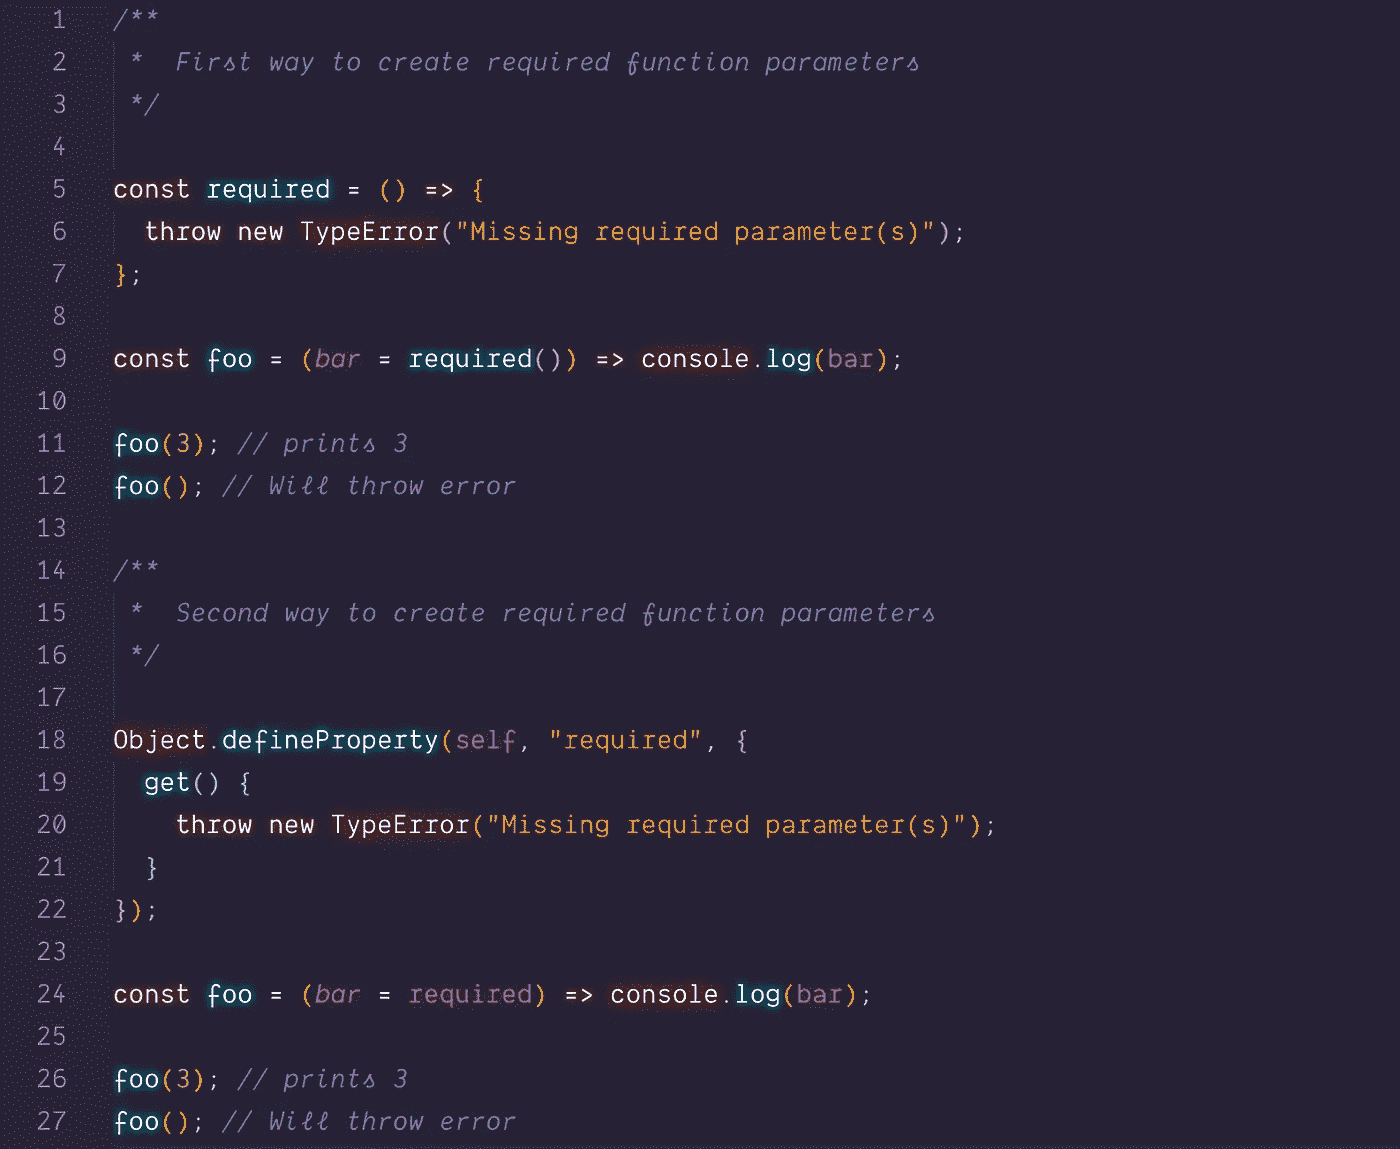 1 /**
2  *  First way to create required function parameters
3  */
4
5 const required = () => {
6   throw new TypeError("Missing required parameter(s)");
7 };
8
9 const foo = (bar = required()) => console.log(bar);
10
11 foo(3); // prints 3
12 foo(); // Will throw error
13
14 /**
15  *  Second way to create required function parameters
16  */
17
18 Object.defineProperty(self, "required", {
19   get() {
20     throw new TypeError("Missing required parameter(s)");
21   }
22 });
23
24 const foo = (bar = required) => console.log(bar);
25
26 foo(3); // prints 3
27 foo(); // Will throw error